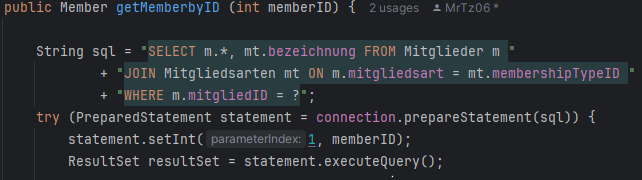 public Member getMemberbyID (int memberID) { 2 usages MrTz06 *
String sql = "SELECT m.*, mt.bezeichnung FROM Mitglieder m "
+ "JOIN Mitgliedsarten mt ON m.mitgliedsart = mt.membershipTypeID "
+ "WHERE m.mitgliedID = ?";
try (PreparedStatement statement = connection.prepareStatement(sql)) {
statement.setInt( parameterIndex: 1, memberID);
ResultSet resultSet = statement.executeQuery();